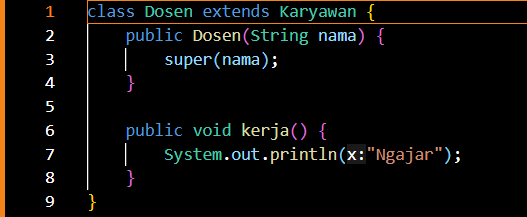 1 class Dosen extends Karyawan {
2     public Dosen(String nama) {
3         super(nama);
4     }
5
6     public void kerja() {
7         System.out.println(x:"Ngajar");
8     }
9 }